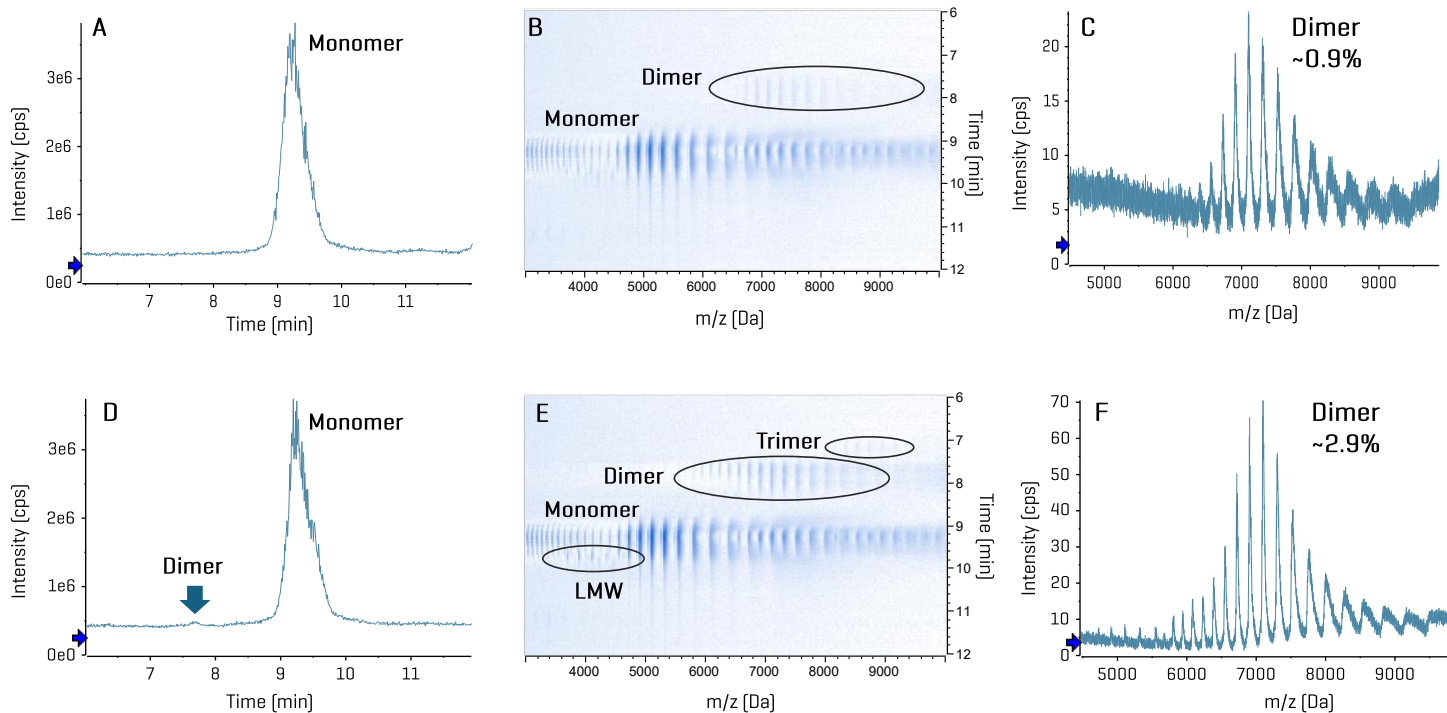 A
Monomer
Intensity [cps]
3e6
2e6
1e6
0e0
7
8
9
10
11
Time [min]
B
Dimer
Monomer
6
7
8
9
10
11
12
Time [min]
4000
5000
6000
7000
8000
9000
m/z [Da]
C
Dimer
~0.9%
Intensity [cps]
20
15
10
5
0
5000
6000
7000
8000
9000
m/z [Da]
D
Monomer
Dimer
Intensity [cps]
3e6
2e6
1e6
0e0
7
8
9
10
11
Time [min]
E
Trimer
Dimer
Monomer
LMW
6
7
8
9
10
11
12
Time [min]
4000
5000
6000
7000
8000
9000
m/z [Da]
F
Dimer
~2.9%
Intensity [cps]
70
60
50
40
30
20
10
0
5000
6000
7000
8000
9000
m/z [Da]